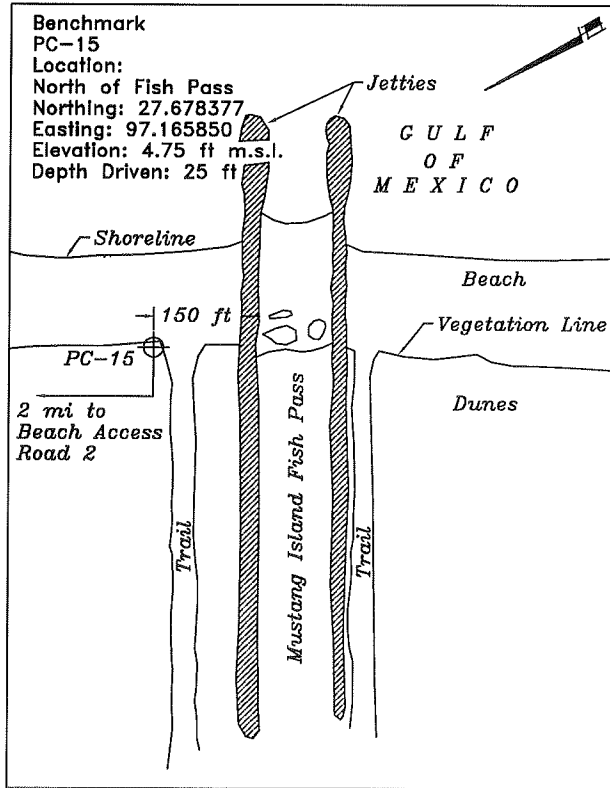 Benchmark
PC-15
Location:
North of Fish Pass
Northing: 27.678377
Easting: 97.165850
Elevation: 4.75 ft m.s.l.
Depth Driven: 25 ft
Jetties
GULF
OF
MEXICO
Shoreline
Beach
150 ft
Vegetation Line
PC-15
Dunes
2 mi to
Beach Access
Road 2
Trail
Mustang Island Fish Pass
Trail